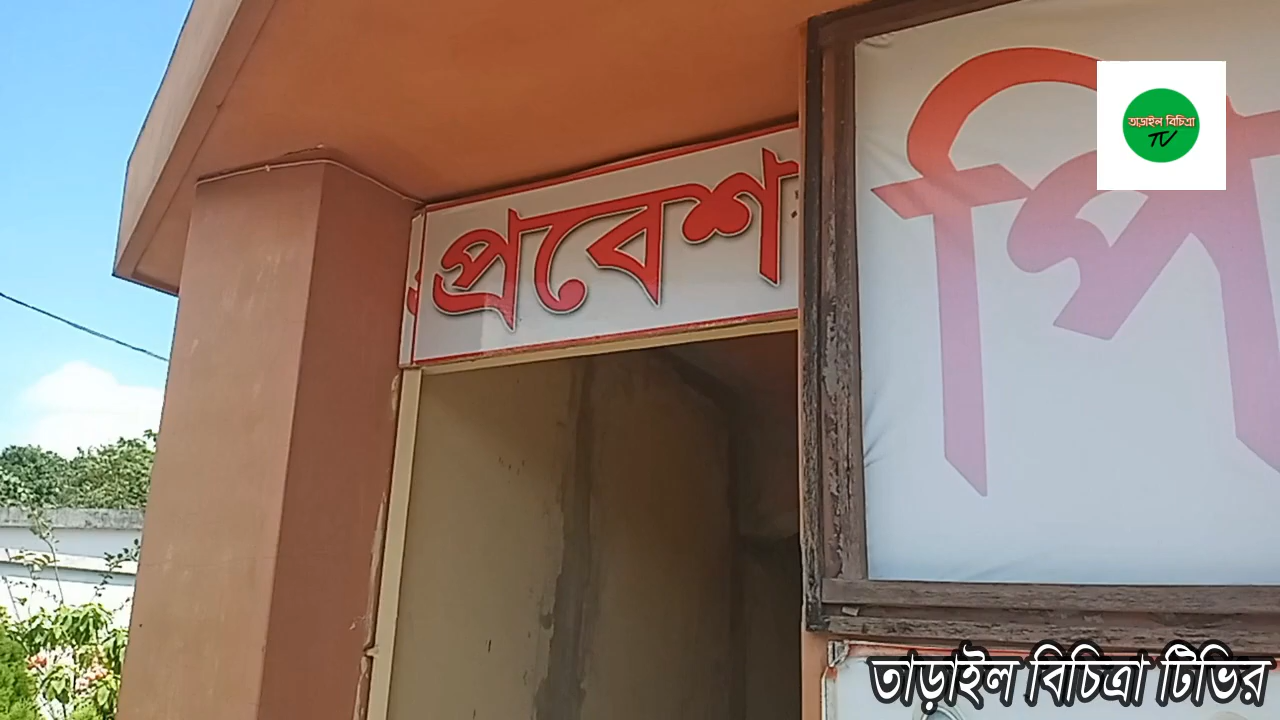 প্রবেশ
পি
তাড়াইল বিচিত্রা
TV
তাড়াইল বিচিত্রা টিভির